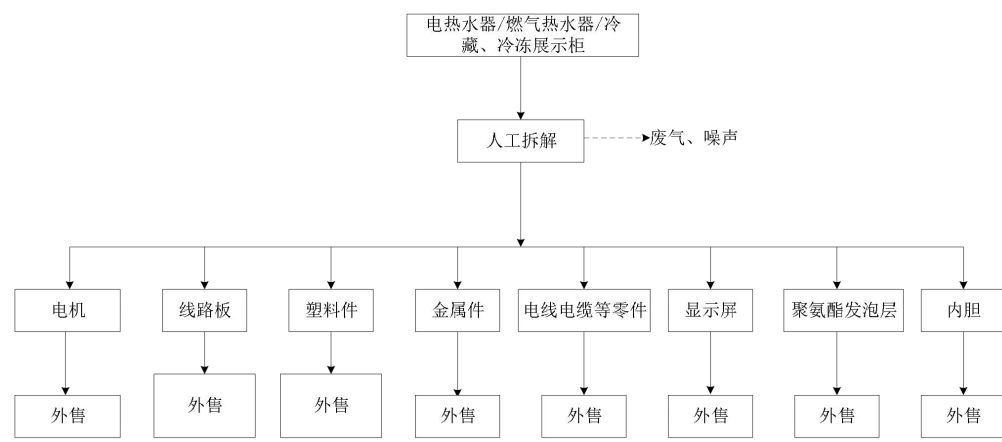 电热水器/燃气热水器/冷
藏、冷冻展示柜
人工拆解
废气、噪声
电机
线路板
塑料件
金属件
电线电缆等零件
显示屏
聚氨酯发泡层
内胆
外售
外售
外售
外售
外售
外售
外售
外售